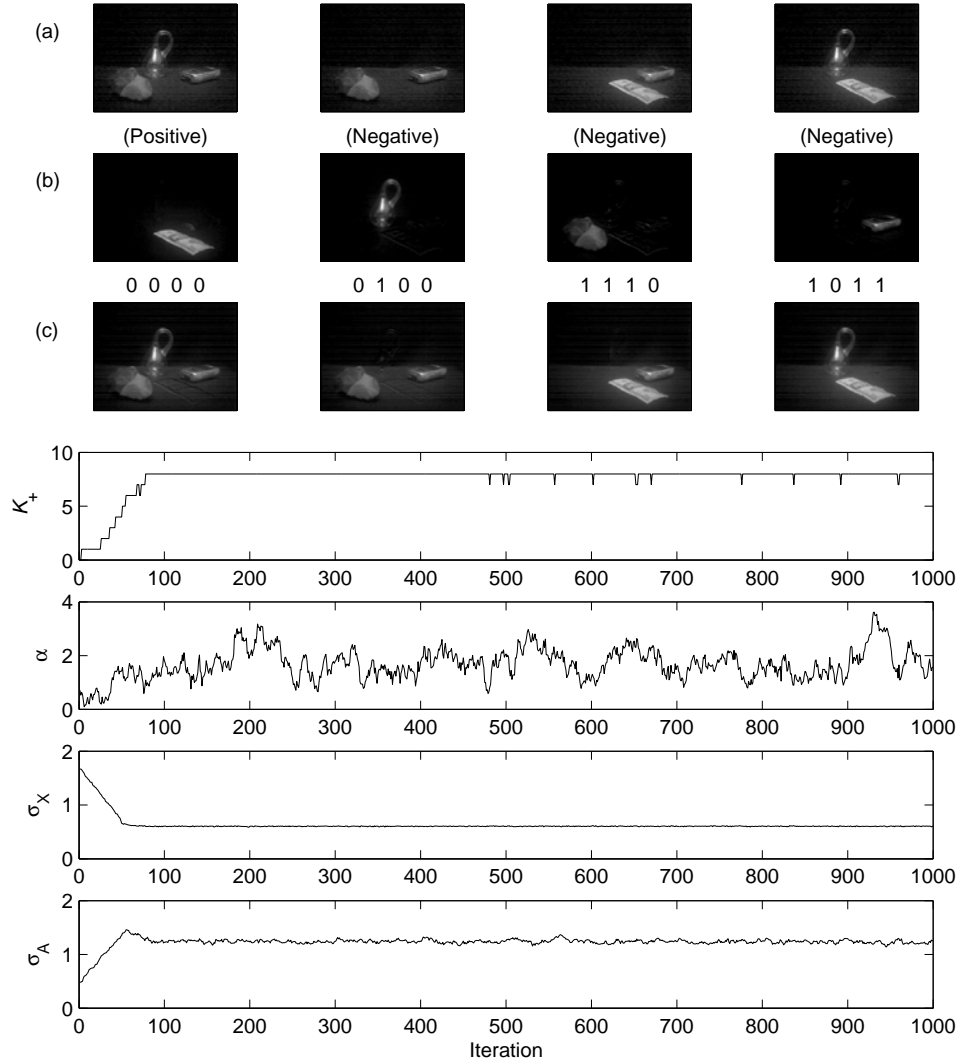 (a)
(Positive) (Negative) (Negative) (Negative)
(b)
0 0 0 0 0 1 0 0 1 1 1 0 1 0 1 1
(c)
10
5
0
K+
0 100 200 300 400 500 600 700 800 900 1000
4
2
0
α
0 100 200 300 400 500 600 700 800 900 1000
2
1
0
σX
0 100 200 300 400 500 600 700 800 900 1000
2
1
0
σA
0 100 200 300 400 500 600 700 800 900 1000
Iteration